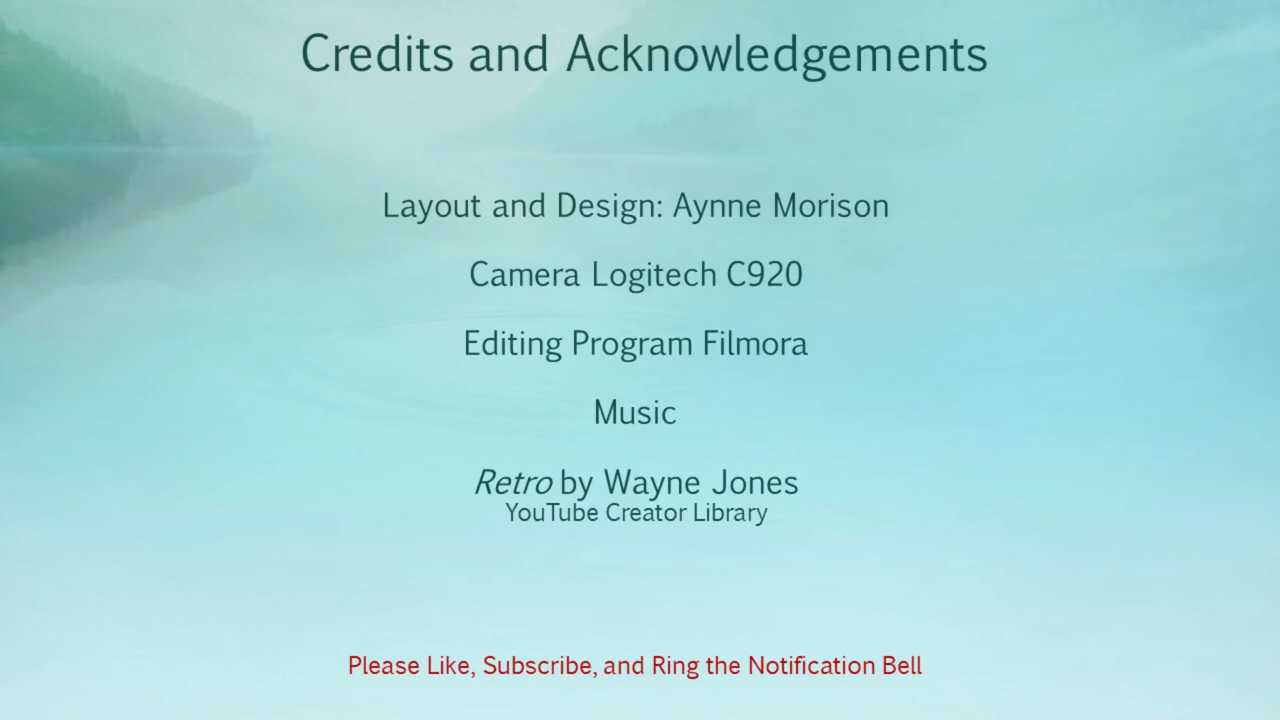 Credits and Acknowledgements
Layout and Design: Aynne Morison
Camera Logitech C920
Editing Program Filmora
Music
Retro by Wayne Jones
YouTube Creator Library
Please Like, Subscribe, and Ring the Notification Bell